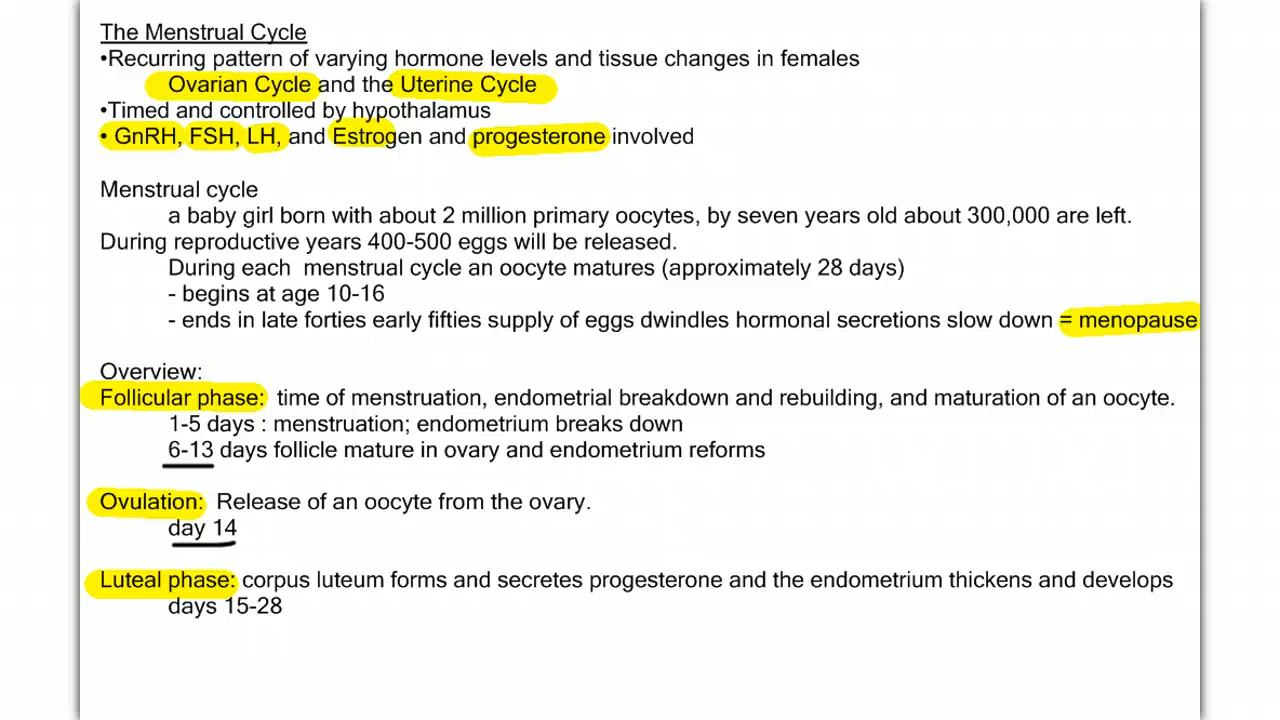 The Menstrual Cycle
•Recurring pattern of varying hormone levels and tissue changes in females
Ovarian Cycle and the Uterine Cycle
•Timed and controlled by hypothalamus
• GnRH, FSH, LH, and Estrogen and progesterone involved
Menstrual cycle
a baby girl born with about 2 million primary oocytes, by seven years old about 300,000 are left.
During reproductive years 400-500 eggs will be released.
During each menstrual cycle an oocyte matures (approximately 28 days)
- begins at age 10-16
- ends in late forties early fifties supply of eggs dwindles hormonal secretions slow down = menopause
Overview:
Follicular phase: time of menstruation, endometrial breakdown and rebuilding, and maturation of an oocyte.
1-5 days : menstruation; endometrium breaks down
6-13 days follicle mature in ovary and endometrium reforms
Ovulation: Release of an oocyte from the ovary.
day 14
Luteal phase: corpus luteum forms and secretes progesterone and the endometrium thickens and develops
days 15-28